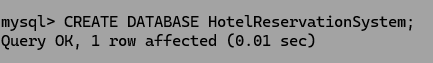 mysql> CREATE DATABASE HotelReservationSystem;
Query OK, 1 row affected (0.01 sec)